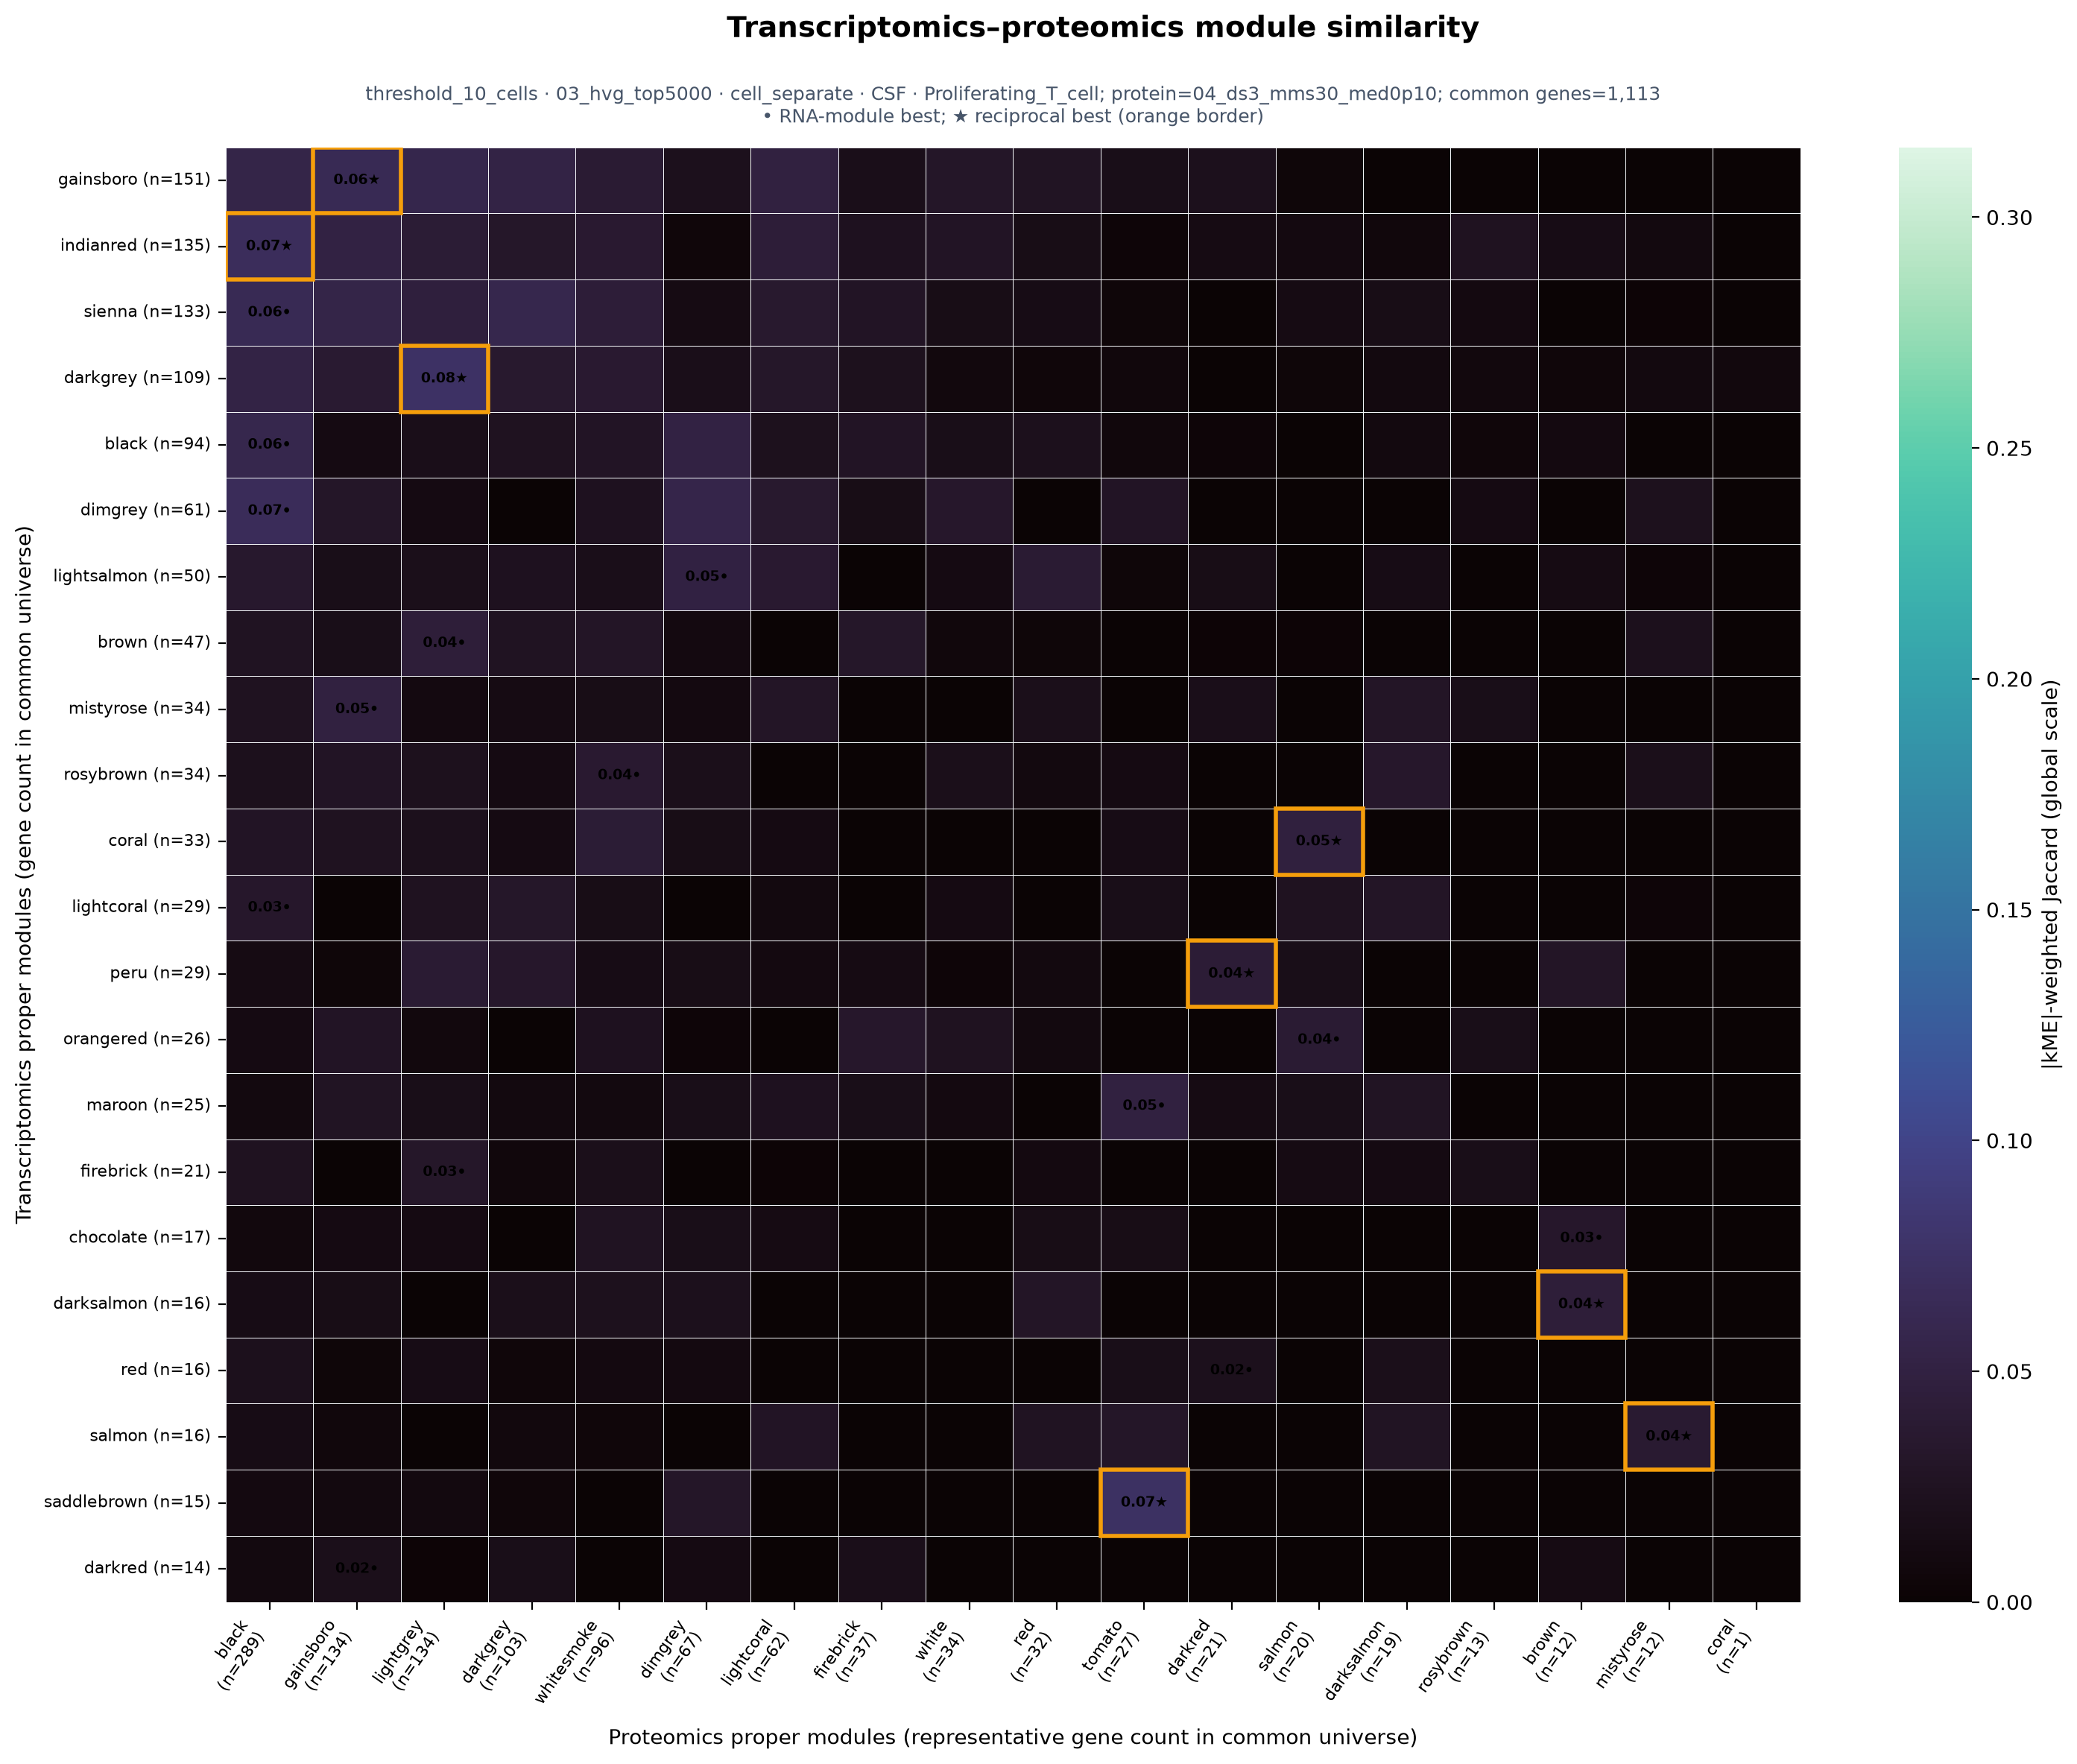 Transcriptomics–proteomics module similarity
threshold_10_cells · 03_hvg_top5000 · cell_separate · CSF · Proliferating_T_cell; protein=04_ds3_mms30_med0p10; common genes=1,113
• RNA-module best; ★ reciprocal best (orange border)
Transcriptomics proper modules (gene count in common universe)
gainsboro (n=151)
0.06★
indianred (n=135)
0.07★
sienna (n=133)
0.06•
darkgrey (n=109)
0.08★
black (n=94)
0.06•
dimgrey (n=61)
0.07•
lightsalmon (n=50)
0.05•
brown (n=47)
0.04•
mistyrose (n=34)
0.05•
rosybrown (n=34)
0.04•
coral (n=33)
0.05★
lightcoral (n=29)
0.03•
peru (n=29)
0.04★
orangered (n=26)
0.04•
maroon (n=25)
0.05•
firebrick (n=21)
0.03•
chocolate (n=17)
0.03•
darksalmon (n=16)
0.04★
red (n=16)
0.02•
salmon (n=16)
0.04★
saddlebrown (n=15)
0.07★
darkred (n=14)
0.02•
black
(n=289)
gainsboro
(n=134)
lightgrey
(n=134)
darkgrey
(n=103)
whitesmoke
(n=96)
dimgrey
(n=67)
lightcoral
(n=62)
firebrick
(n=37)
white
(n=34)
red
(n=32)
tomato
(n=27)
darkred
(n=21)
salmon
(n=20)
darksalmon
(n=19)
rosybrown
(n=13)
brown
(n=12)
mistyrose
(n=12)
coral
(n=1)
Proteomics proper modules (representative gene count in common universe)
0.30
0.25
0.20
0.15
0.10
0.05
0.00
|kME|-weighted Jaccard (global scale)